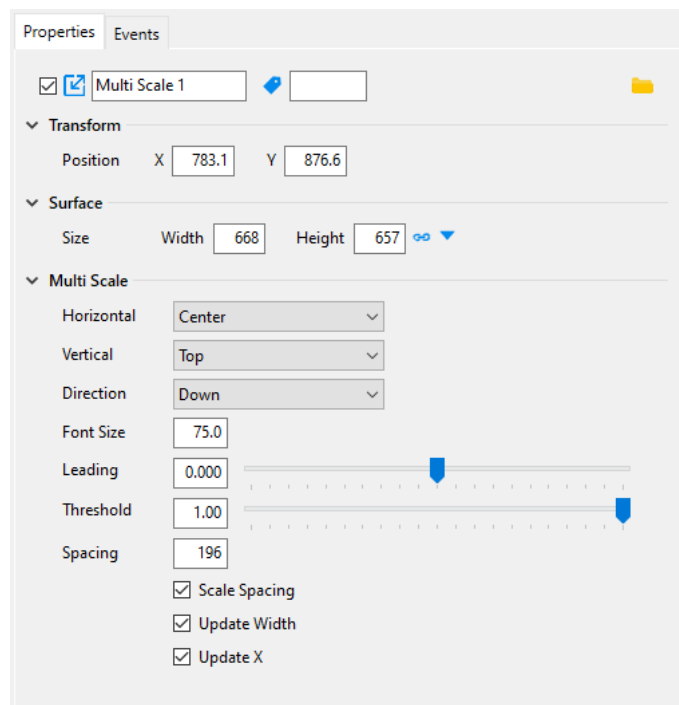 Properties Events
Multi Scale 1
Transform
Position X 783.1 Y 876.6
Surface
Size Width 668 Height 657
Multi Scale
Horizontal Center
Vertical Top
Direction Down
Font Size 75.0
Leading 0.000
Threshold 1.00
Spacing 196
Scale Spacing
Update Width
Update X